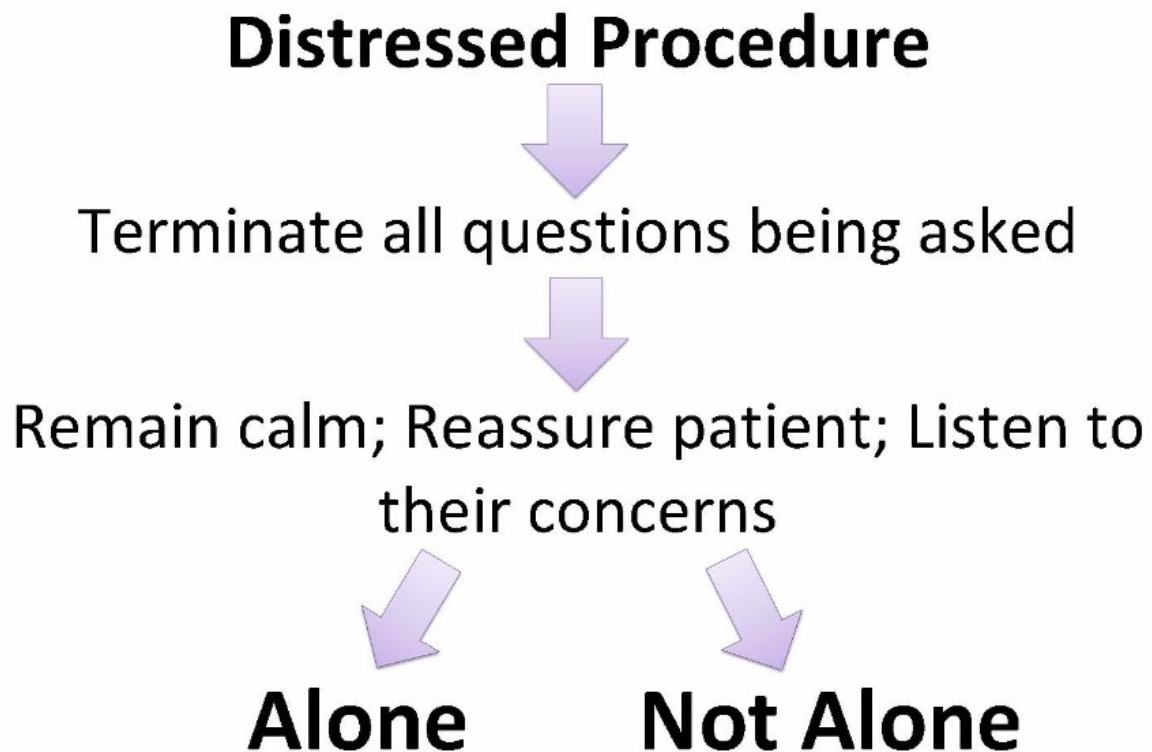 Distressed Procedure
Terminate all questions being asked
Remain calm; Reassure patient; Listen to
their concerns
Alone
Not Alone